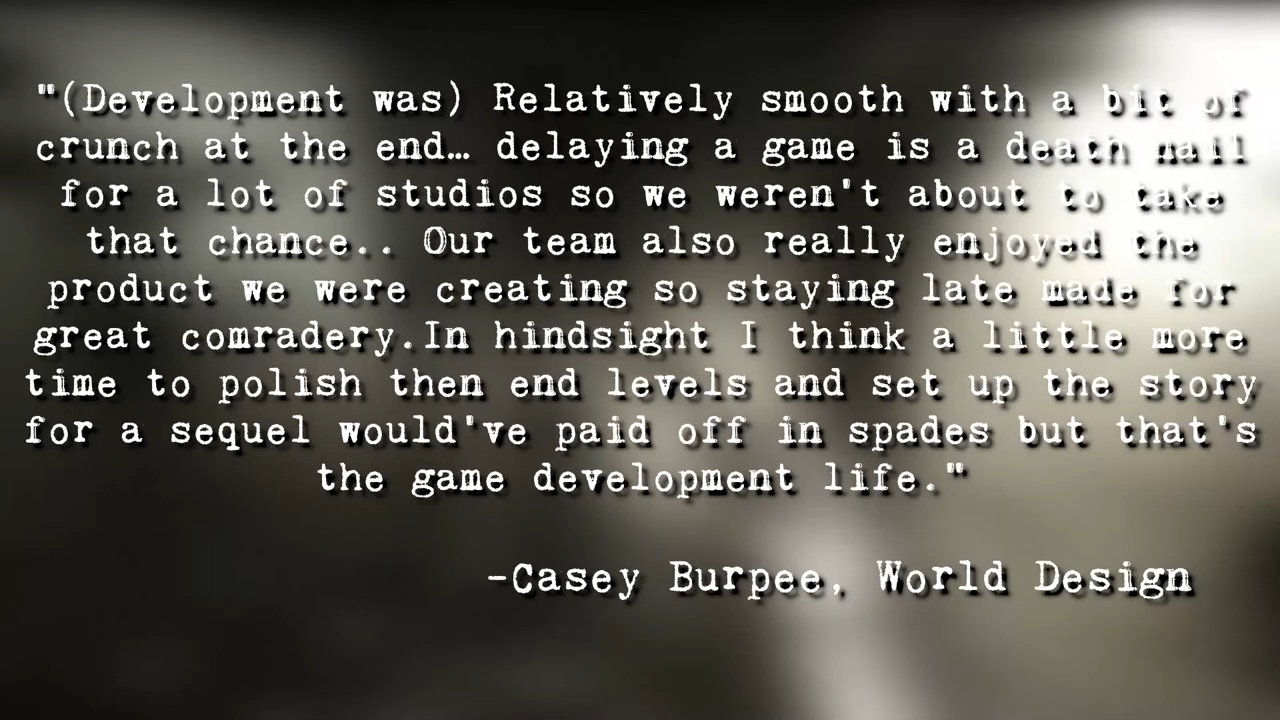 "(Development was) Relatively smooth with a bit of
crunch at the end… delaying a game is a death nail
for a lot of studios so we weren't about to take
that chance.. Our team also really enjoyed the
product we were creating so staying late made for
great comradery.In hindsight I think a little more
time to polish then end levels and set up the story
for a sequel would've paid off in spades but that's
the game development life."
-Casey Burpee, World Design